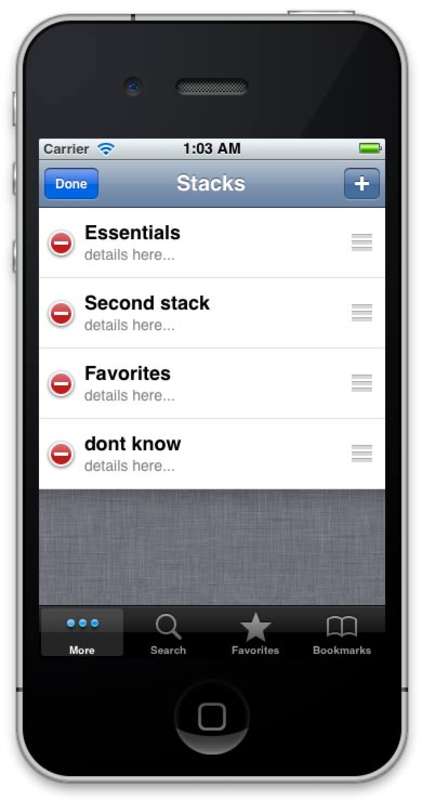 Carrier 1:03 AM
Done Stacks +
Essentials
details here...
Second stack
details here...
Favorites
details here...
dont know
details here...
More Search Favorites Bookmarks